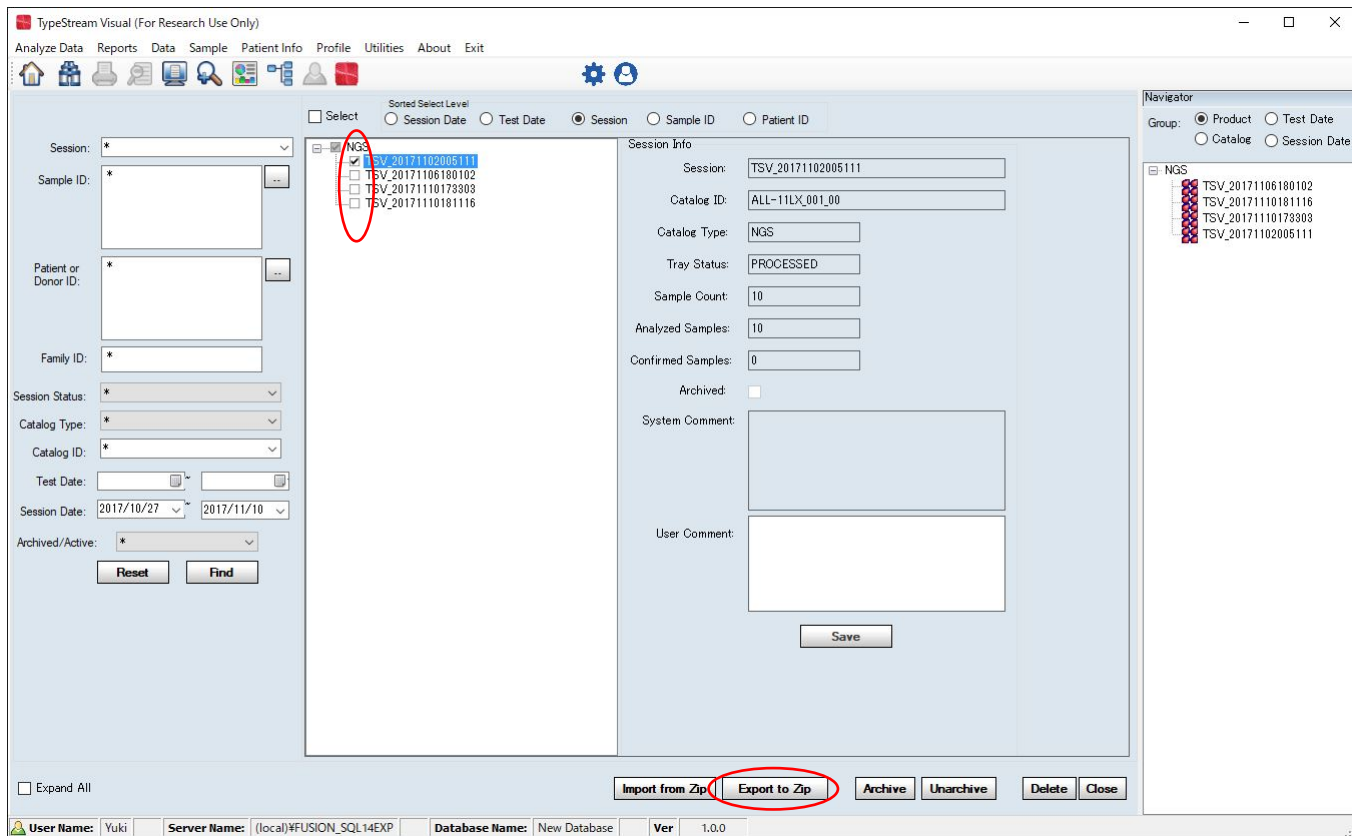 TypeStream Visual (For Research Use Only)
Analyze Data Reports Data Sample Patient Info Profile Utilities About Exit
Select
Sorted Select Level
Session Date Test Date Session Sample ID Patient ID
Session: *
Sample ID: *
..
Patient or Donor ID: *
..
Family ID: *
Session Status: *
Catalog Type: *
Catalog ID: *
Test Date: ~
Session Date: 2017/10/27 ~ 2017/11/10
Archived/Active: *
Reset Find
NGS
TSV_20171102005111
TSV_20171106180102
TSV_20171110173303
TSV_20171110181116
Session Info
Session: TSV_20171102005111
Catalog ID: ALL-11LX_001_00
Catalog Type: NGS
Tray Status: PROCESSED
Sample Count: 10
Analyzed Samples: 10
Confirmed Samples: 0
Archived:
System Comment:
User Comment:
Save
Navigator
Group: Product Test Date
Catalog Session Date
NGS
TSV_20171106180102
TSV_20171110181116
TSV_20171110173303
TSV_20171102005111
Expand All
Import from Zip Export to Zip Archive Unarchive Delete Close
User Name: Yuki Server Name: (local)¥FUSION_SQL14EXP Database Name: New Database Ver 1.0.0